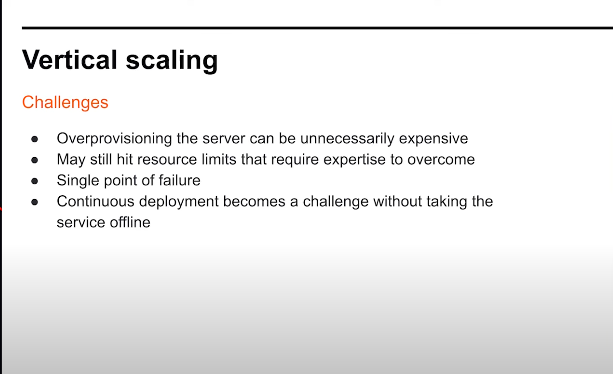 Vertical scaling
Challenges
● Overprovisioning the server can be unnecessarily expensive
● May still hit resource limits that require expertise to overcome
● Single point of failure
● Continuous deployment becomes a challenge without taking the
service offline